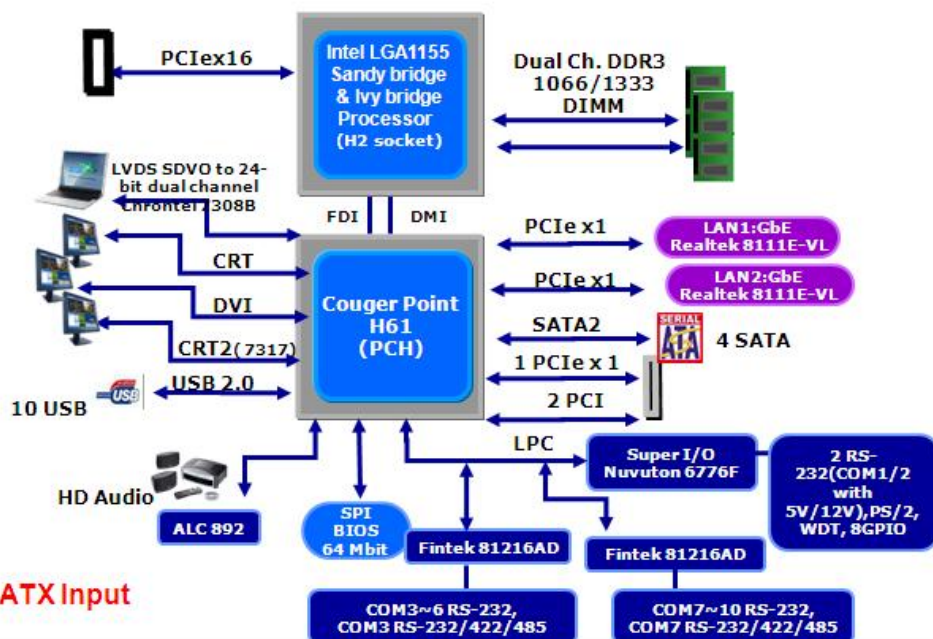 PCIex16
Intel LGA1155
Sandy bridge
& Ivy bridge
Processor
(H2 socket)
Dual Ch. DDR3
1066/1333
DIMM
LVDS SDVO to 24-
bit dual channel
Chrontel 7308B
FDI
DMI
PCIe x1
LAN1:GbE
Realtek 8111E-VL
CRT
PCIe x1
LAN2:GbE
Realtek 8111E-VL
DVI
Couger Point
H61
(PCH)
SATA2
SERIAL
ATA
4 SATA
CRT2(7317)
1 PCIe x 1
USB 2.0
USB
10 USB
2 PCI
LPC
Super I/O
Nuvuton 6776F
2 RS-
232(COM1/2
with
5V/12V),PS/2,
WDT, 8GPIO
HD Audio
ALC 892
SPI
BIOS
64 Mbit
Fintek 81216AD
Fintek 81216AD
ATX Input
COM3~6 RS-232,
COM3 RS-232/422/485
COM7~10 RS-232,
COM7 RS-232/422/485